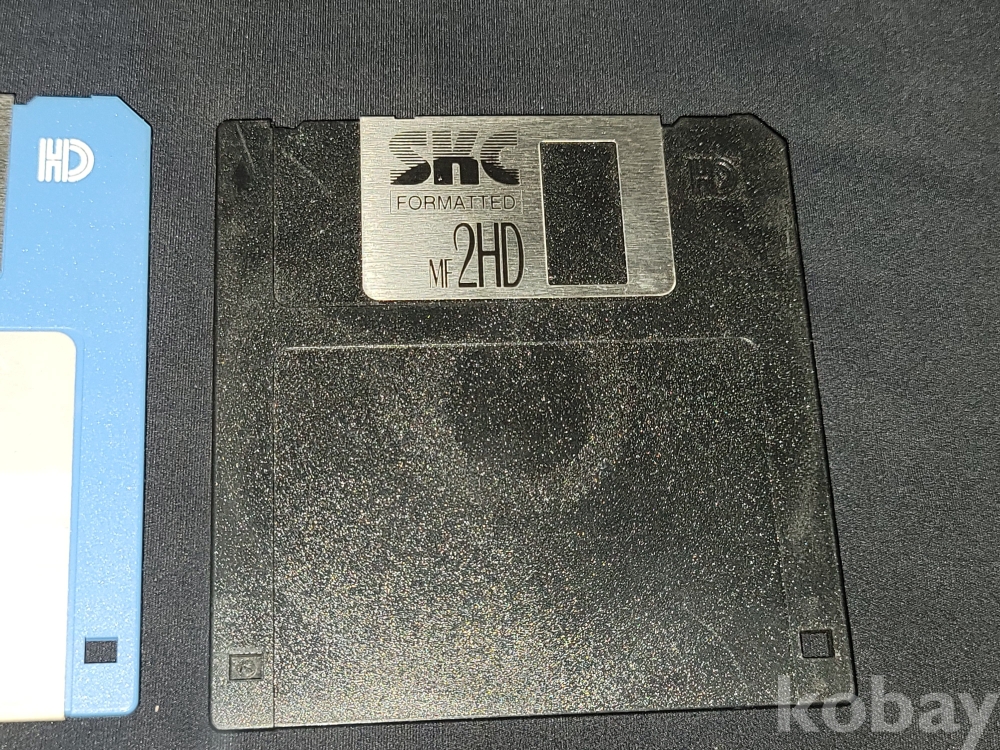 HD
SKC
HD
FORMATTED
MF 2HD
kobay